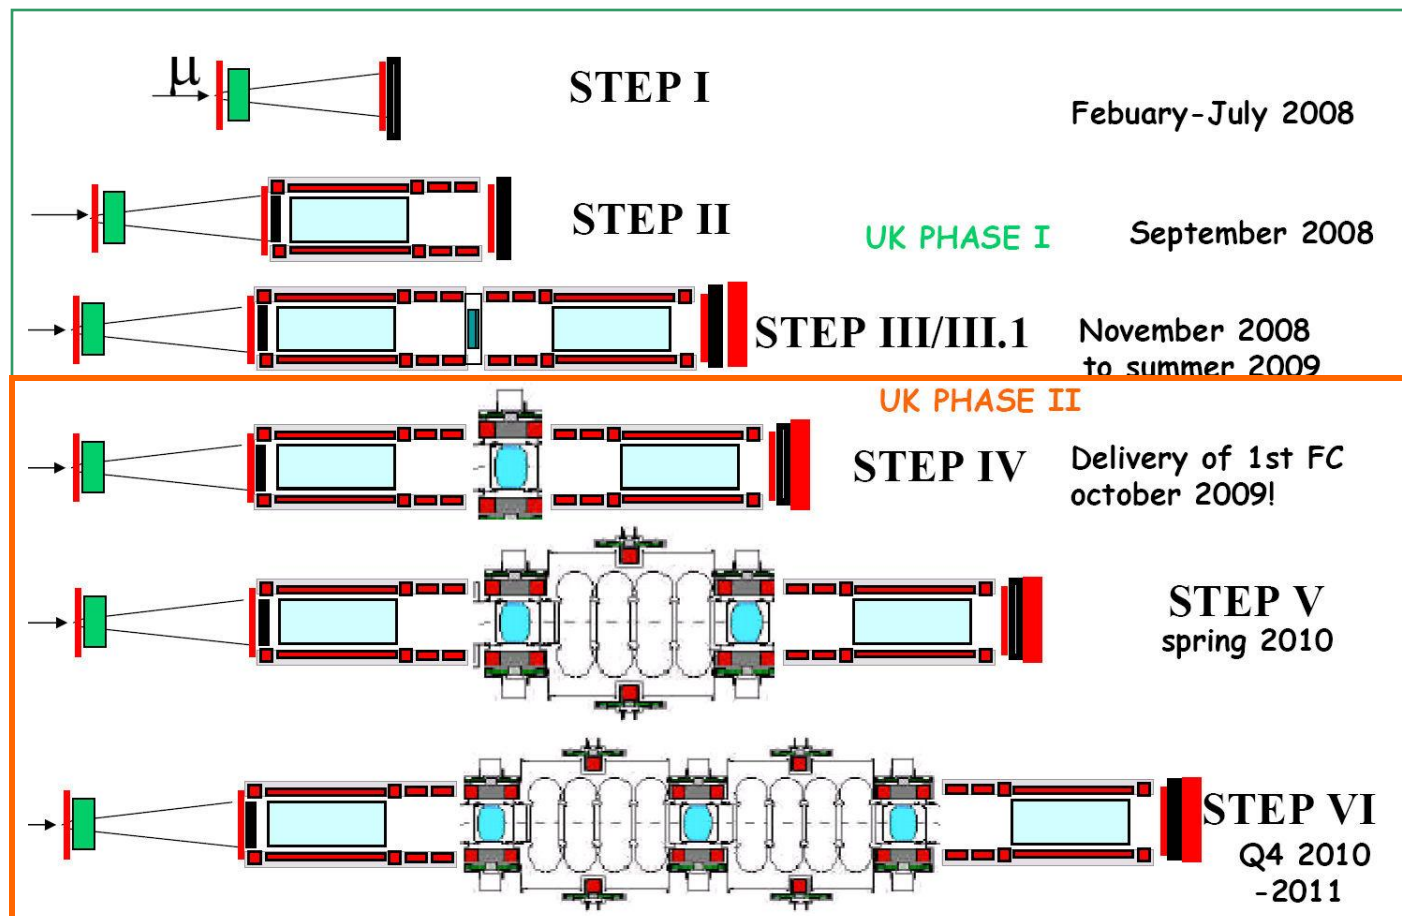 μ
STEP I
Febuary-July 2008
STEP II
UK PHASE I
September 2008
STEP III/III.1
November 2008
to summer 2009
UK PHASE II
STEP IV
Delivery of 1st FC
october 2009!
STEP V
spring 2010
STEP VI
Q4 2010
-2011